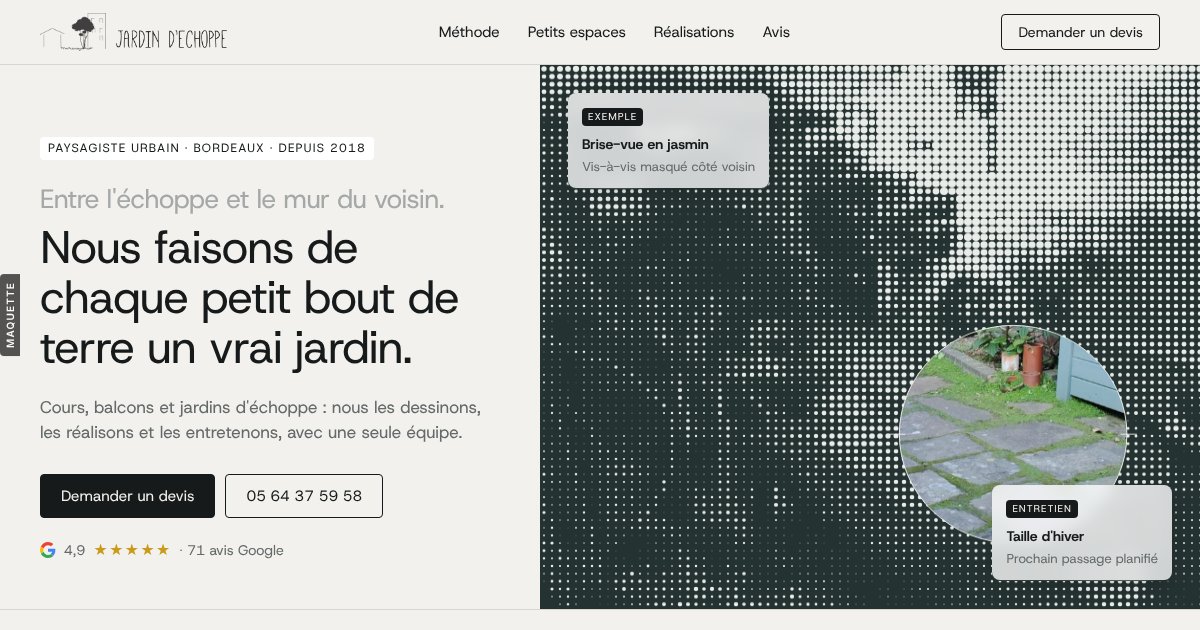 JARDIN D'ECHOPPE
Méthode
Petits espaces
Réalisations
Avis
Demander un devis
PAYSAGISTE URBAIN · BORDEAUX · DEPUIS 2018
Entre l'échoppe et le mur du voisin.
Nous faisons de
chaque petit bout de
terre un vrai jardin.
Cours, balcons et jardins d'échoppe : nous les dessinons,
les réalisons et les entretenons, avec une seule équipe.
Demander un devis
05 64 37 59 58
4,9 ★★★★★ · 71 avis Google
MAQUETTE
EXEMPLE
Brise-vue en jasmin
Vis-à-vis masqué côté voisin
ENTRETIEN
Taille d'hiver
Prochain passage planifié